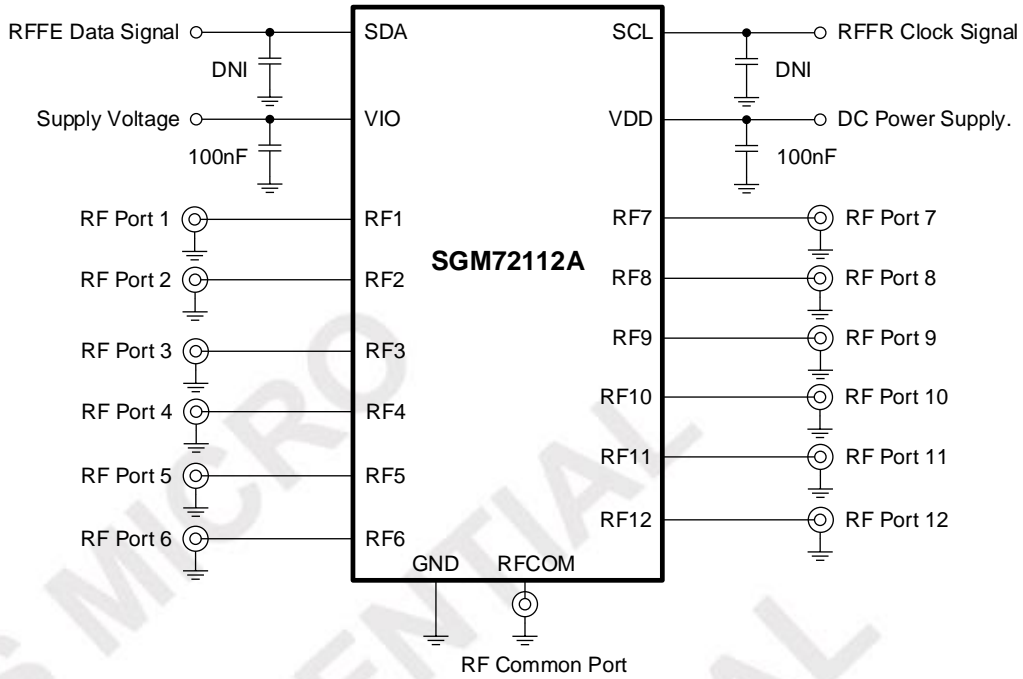 RFFE Data Signal SDA SCL RFFR Clock Signal
DNI DNI
Supply Voltage VIO VDD DC Power Supply.
100nF 100nF
RF Port 1 RF1 RF7 RF Port 7
SGM72112A
RF Port 2 RF2 RF8 RF Port 8
RF Port 3 RF3 RF9 RF Port 9
RF Port 4 RF4 RF10 RF Port 10
RF Port 5 RF5 RF11 RF Port 11
RF Port 6 RF6 RF12 RF Port 12
GND RFCOM
RF Common Port
S MICRO
ENTIAL
AL